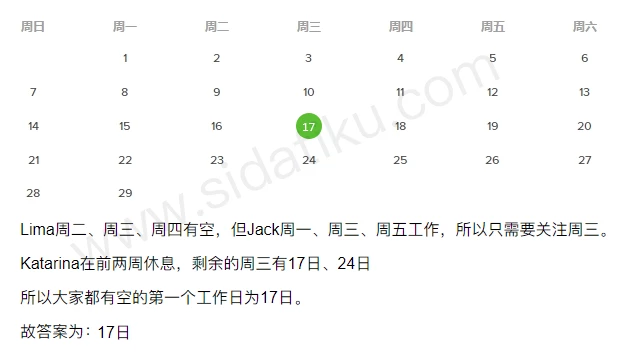 周日 周一 周二 周三 周四 周五 周六
1 2 3 4 5 6
7 8 9 10 11 12 13
14 15 16 17 18 19 20
21 22 23 24 25 26 27
28 29
Lima周二、周三、周四有空，但Jack周一、周三、周五工作，所以只需要关注周三。
Katarina在前两周休息，剩余的周三有17日、24日
所以大家都有空的第一个工作日为17日。
故答案为：17日
www.sidatiku.com